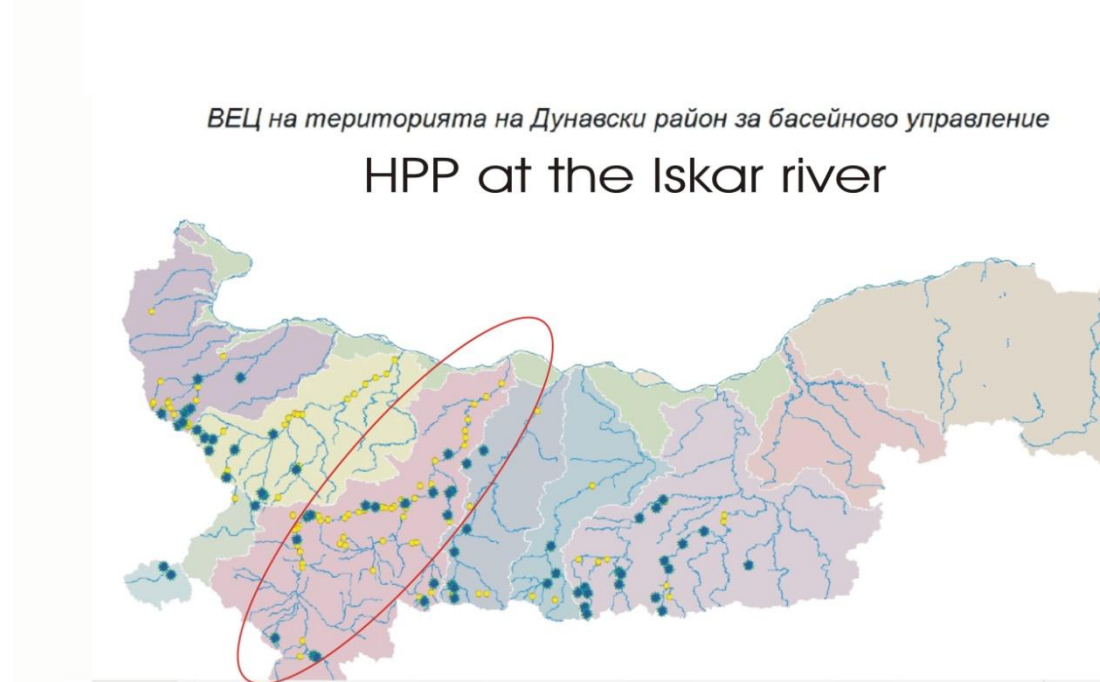 ВЕЦ на територията на Дунавски район за басейново управление
HPP at the Iskar river